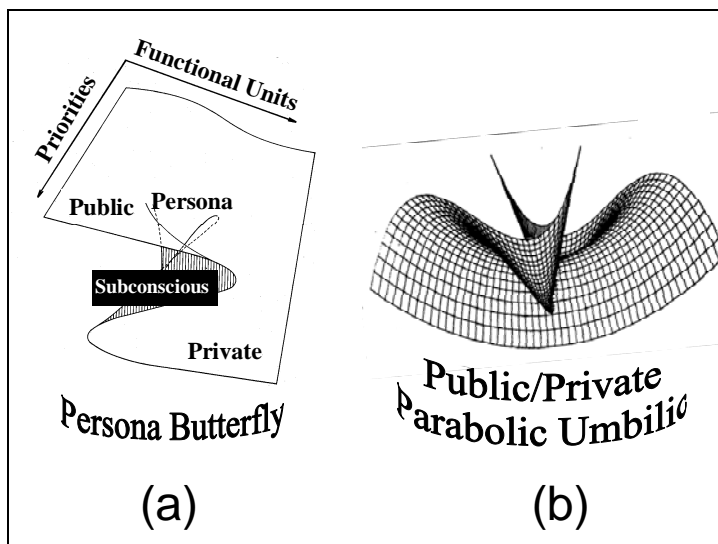 Functional Units
Priorities
Public
Persona
Subconscious
Private
Persona Butterfly
(a)
Public/Private
Parabolic Umbilic
(b)